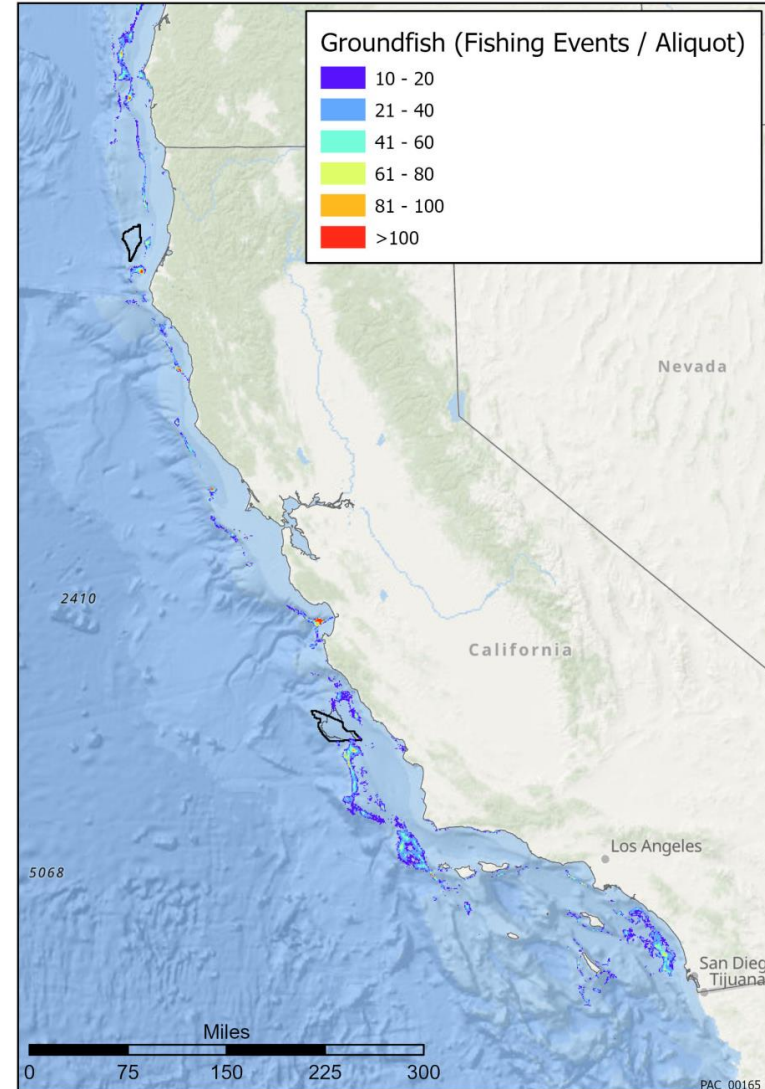 Groundfish (Fishing Events / Aliquot)
10 - 20
21 - 40
41 - 60
61 - 80
81 - 100
>100
Nevada
2410
California
Los Angeles
5068
San Dieg
Tijuana
Miles
0 75 150 225 300
PAC_00165